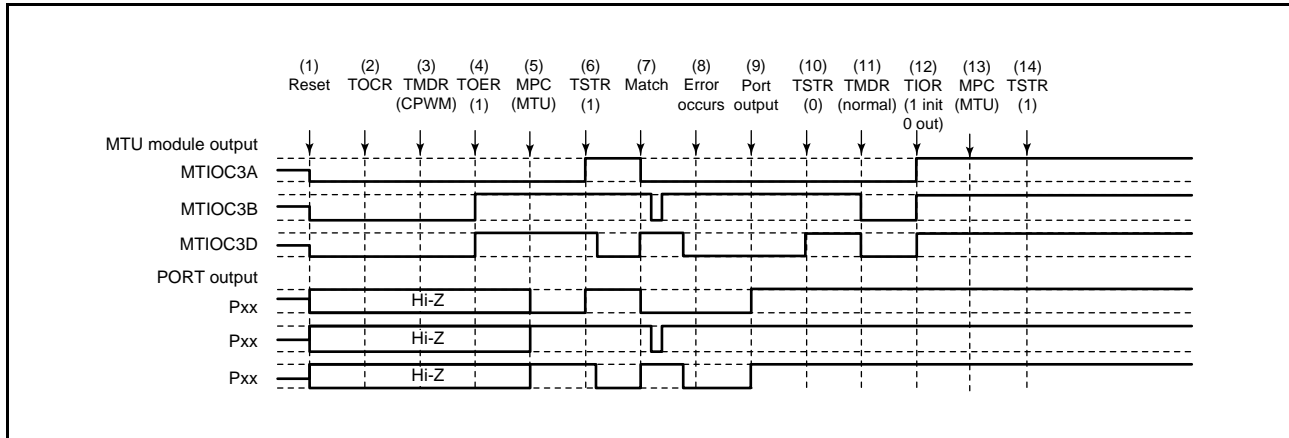 (1) (2) (3) (4) (5) (6) (7) (8) (9) (10) (11) (12) (13) (14)
Reset TOCR TMDR TOER MPC TSTR Match Error Port TSTR TMDR TIOR MPC TSTR
(CPWM) (1) (MTU) (1) occurs output (0) (normal) (1 init (MTU) (1)
0 out)
MTU module output
MTIOC3A
MTIOC3B
MTIOC3D
PORT output
Pxx Hi-Z
Pxx Hi-Z
Pxx Hi-Z